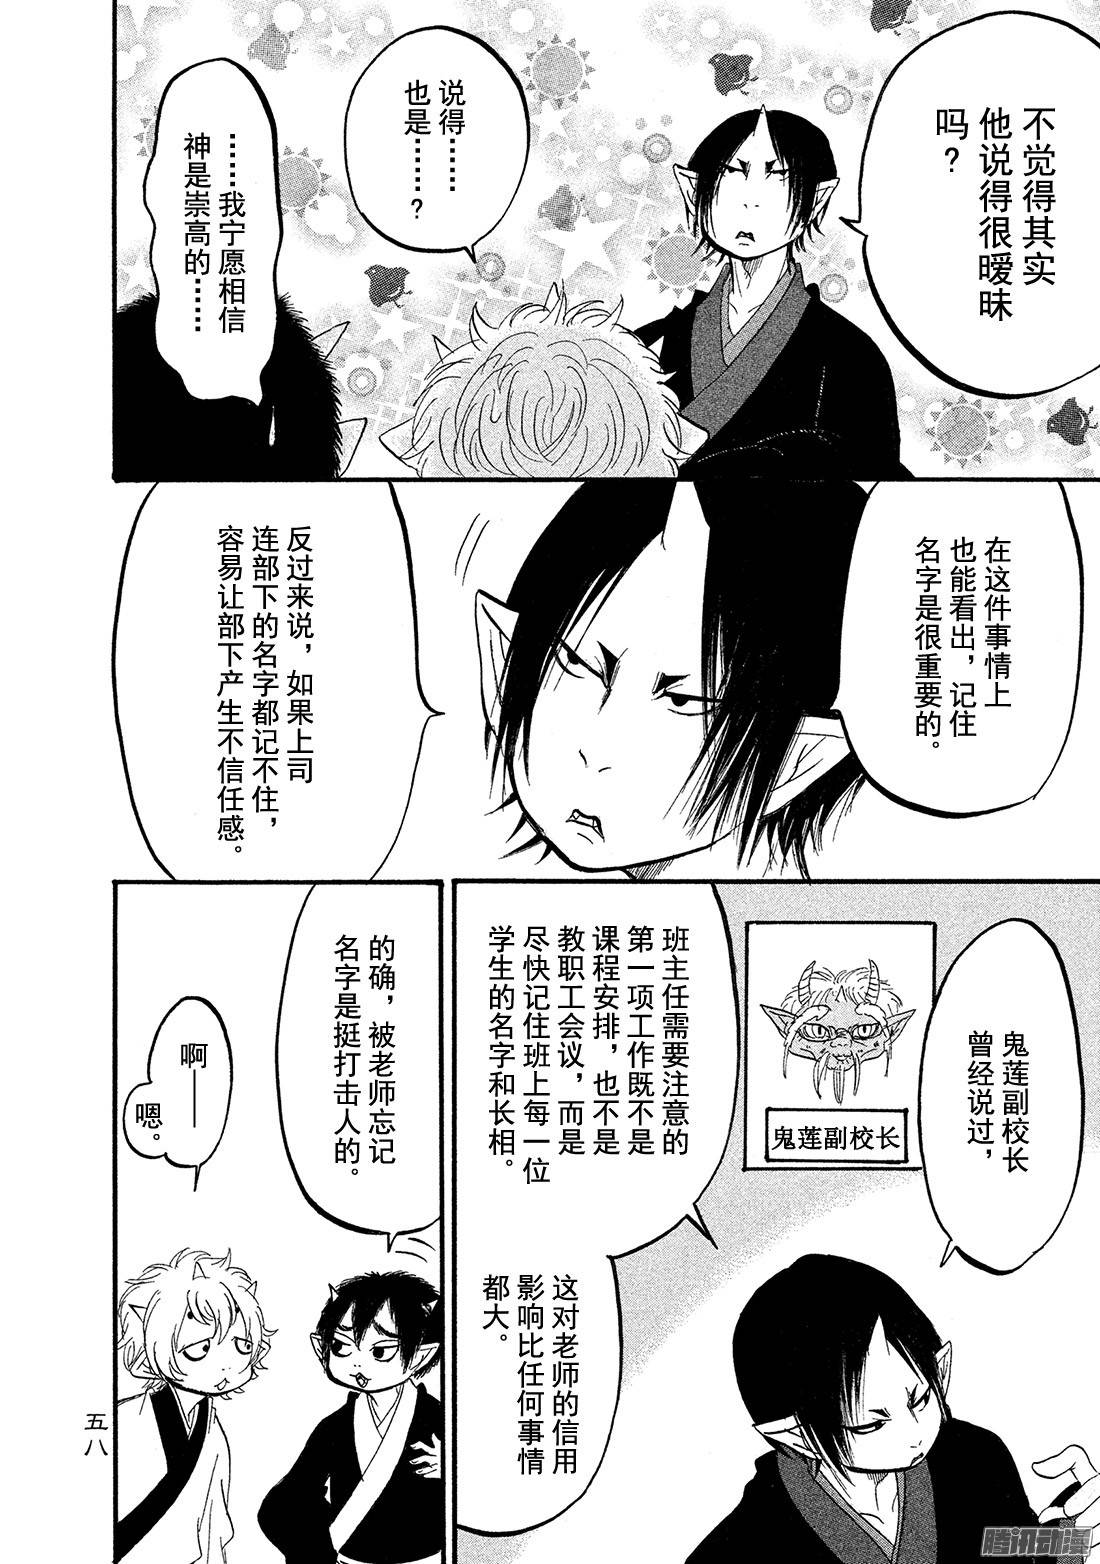 不觉得其实
他说得很暧昧
吗？
说得……
也是………？
……我宁愿相信
神是崇高的……
在这件事情上
也能看出，记住
名字是很重要的。
反过来说，如果上司
连部下的名字都记不住，
容易让部下产生不信任感。
鬼莲副校长
曾经说过，
鬼莲副校长
班主任需要注意的
第一项工作既不是
课程安排，也不是
教职工会议，而是
尽快记住班上每一位
学生的名字和长相。
这对老师的信用
影响比任何事情
都大。
的确，被老师忘记
名字是挺打击人的。
啊——
嗯。
五八
腾讯动漫